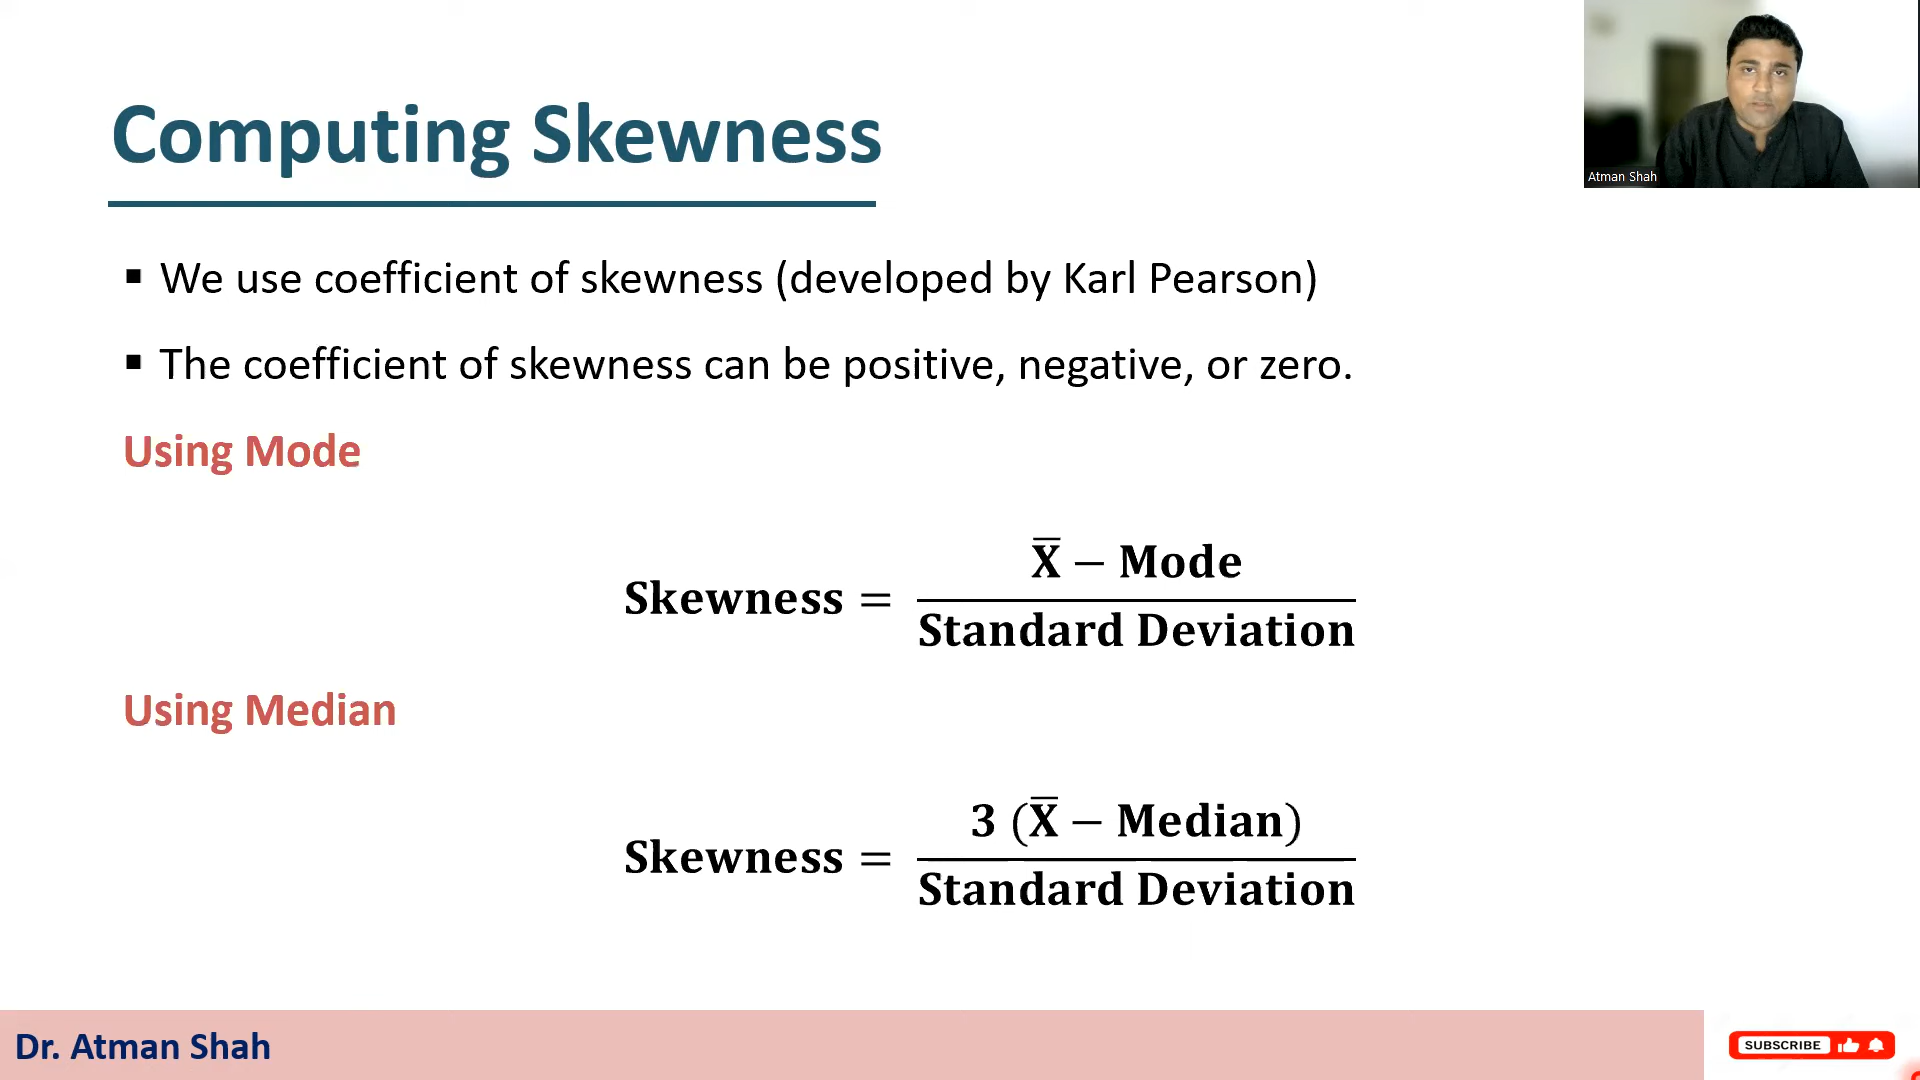 Computing Skewness
Atman Shah
▪ We use coefficient of skewness (developed by Karl Pearson)
▪ The coefficient of skewness can be positive, negative, or zero.
Using Mode
Skewness = (X̅ − Mode) / Standard Deviation
Using Median
Skewness = 3 (X̅ − Median) / Standard Deviation
Dr. Atman Shah
SUBSCRIBE